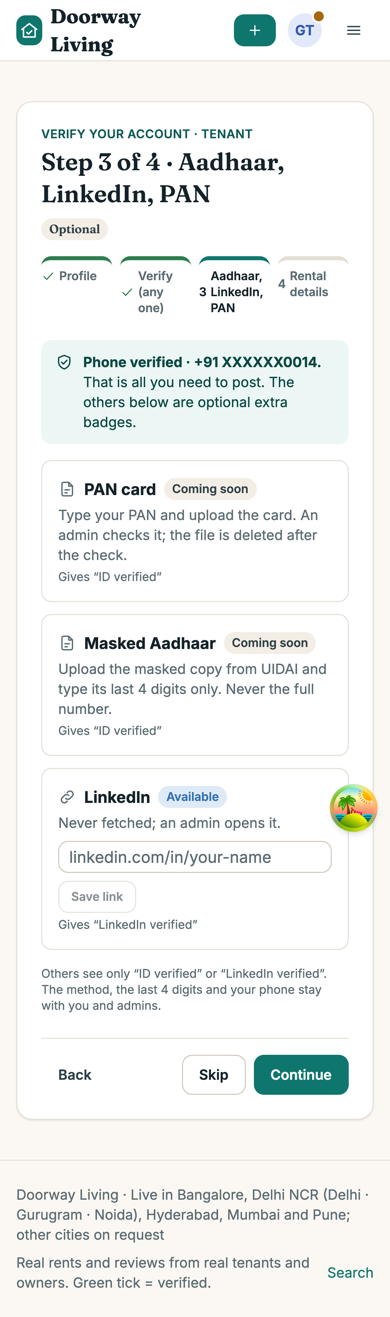 Doorway
Living
+
GT
VERIFY YOUR ACCOUNT · TENANT
Step 3 of 4 · Aadhaar,
LinkedIn, PAN
Optional
Profile
Verify
(any
one)
3 Aadhaar,
LinkedIn,
PAN
4 Rental
details
Phone verified · +91 XXXXXX0014.
That is all you need to post. The
others below are optional extra
badges.
PAN card Coming soon
Type your PAN and upload the card. An
admin checks it; the file is deleted after
the check.
Gives “ID verified”
Masked Aadhaar Coming soon
Upload the masked copy from UIDAI and
type its last 4 digits only. Never the full
number.
Gives “ID verified”
LinkedIn Available
Never fetched; an admin opens it.
linkedin.com/in/your-name
Save link
Gives “LinkedIn verified”
Others see only “ID verified” or “LinkedIn verified”.
The method, the last 4 digits and your phone stay
with you and admins.
Back Skip Continue
Doorway Living · Live in Bangalore, Delhi NCR (Delhi ·
Gurugram · Noida), Hyderabad, Mumbai and Pune;
other cities on request
Real rents and reviews from real tenants and
owners. Green tick = verified.
Search